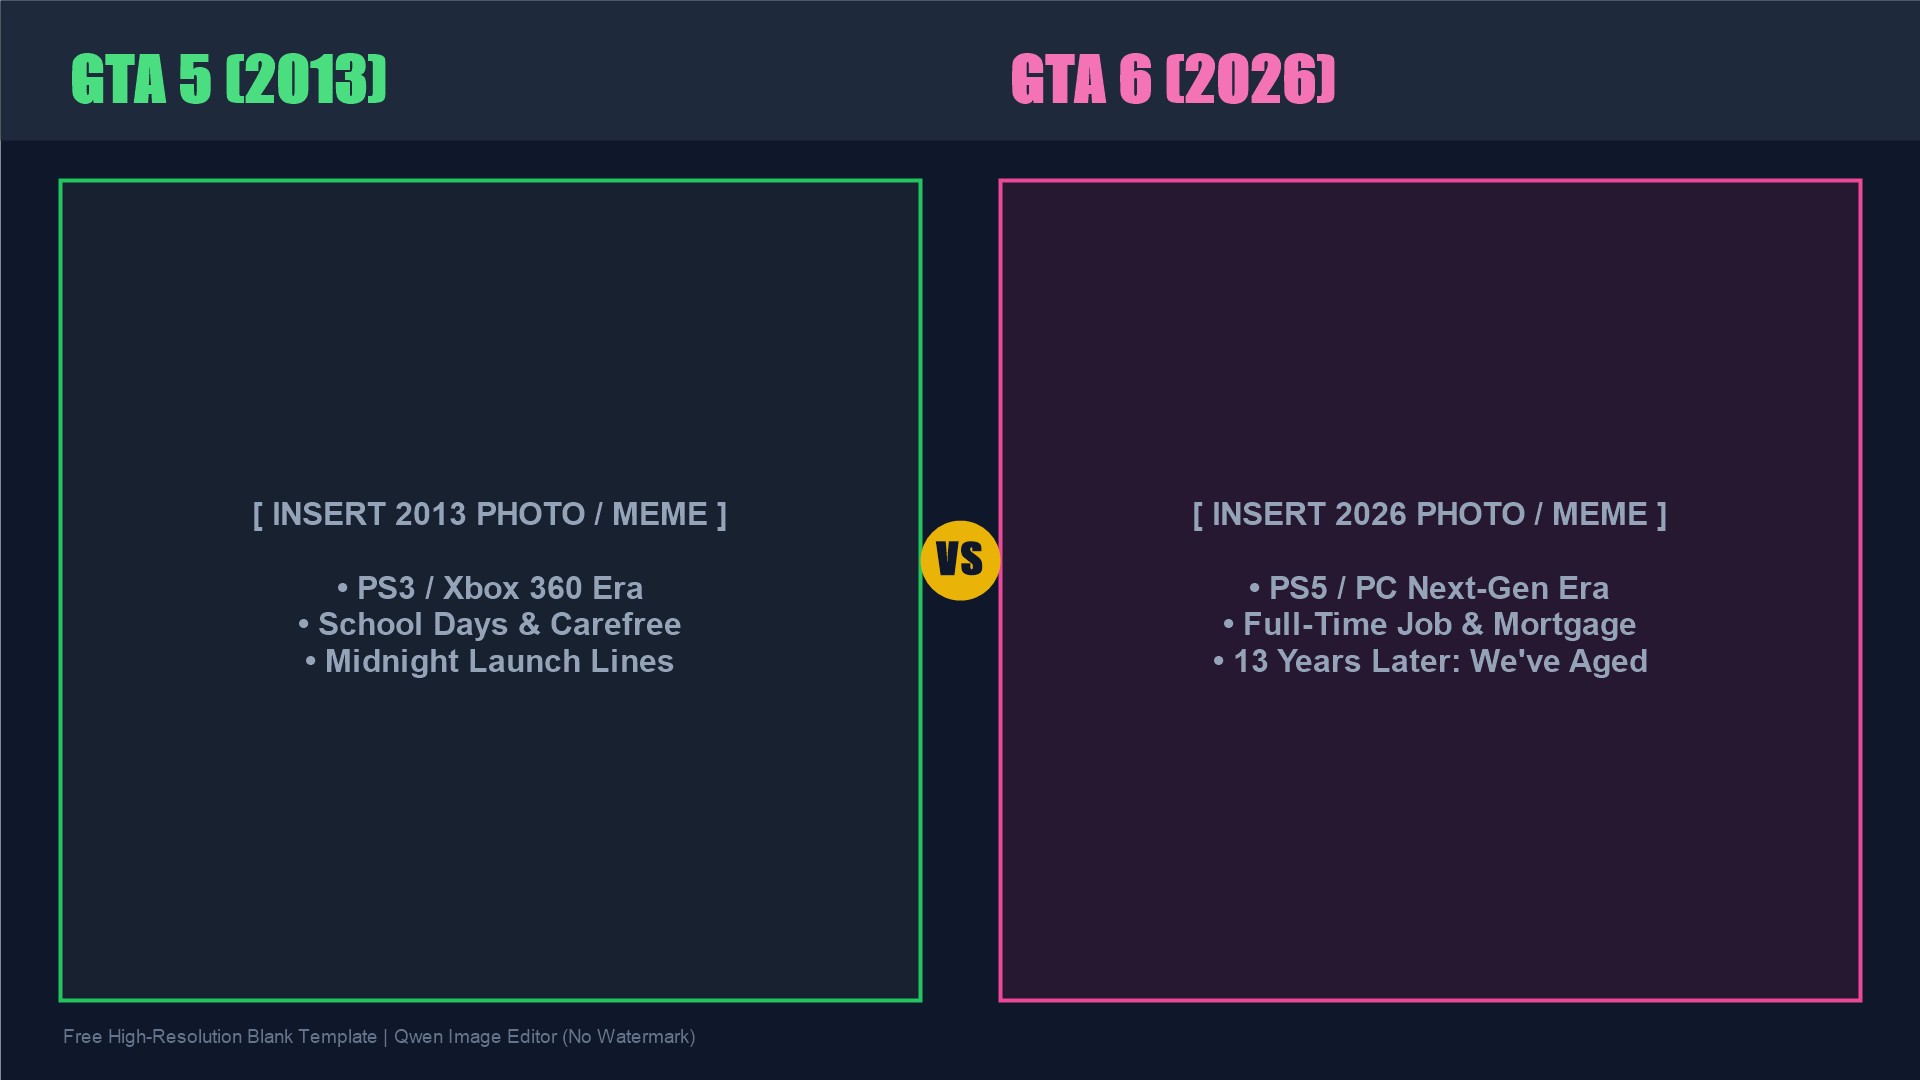 GTA 5 (2013)
GTA 6 (2026)
[ INSERT 2013 PHOTO / MEME ]
• PS3 / Xbox 360 Era
• School Days & Carefree
• Midnight Launch Lines
VS
[ INSERT 2026 PHOTO / MEME ]
• PS5 / PC Next-Gen Era
• Full-Time Job & Mortgage
• 13 Years Later: We've Aged
Free High-Resolution Blank Template | Qwen Image Editor (No Watermark)